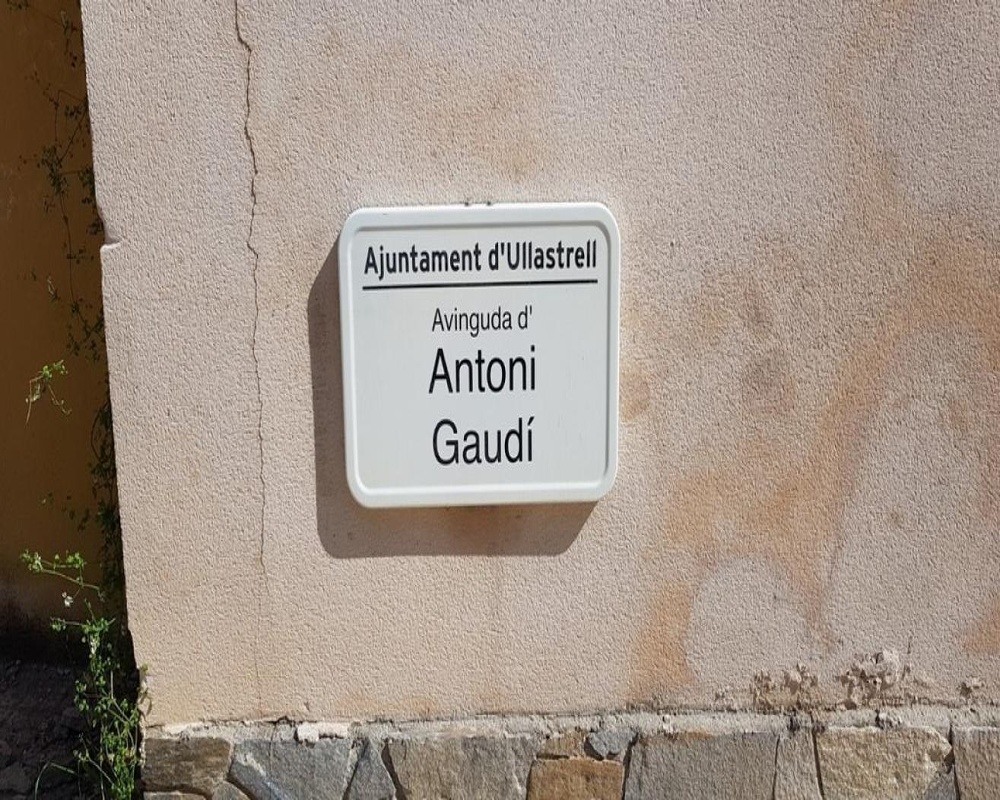 Ajuntament d'Ullastrell
Avinguda d'
Antoni
Gaudí